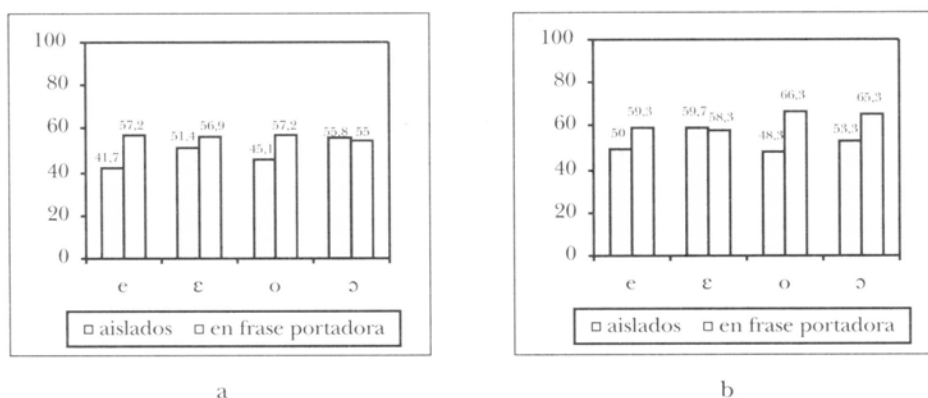 100
80
60
40
20
0
41,7 57,2 51,4 56,9 45,1 57,2 55,8 55
e ɛ o ɔ
aislados en frase portadora
a
100
80
60
40
20
0
50 59,3 59,7 58,3 48,3 66,3 53,3 65,3
e ɛ o ɔ
aislados en frase portadora
b